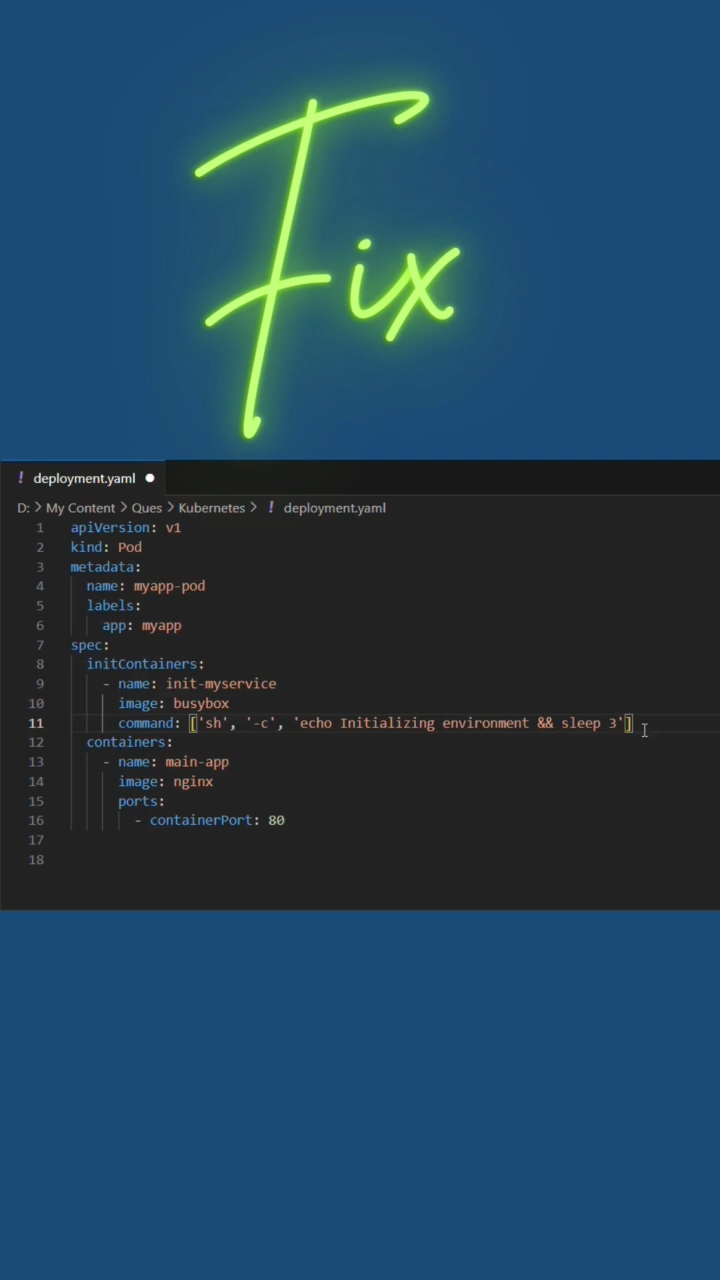 Fix
! deployment.yaml ●
D: > My Content > Ques > Kubernetes > ! deployment.yaml
1 apiVersion: v1
2 kind: Pod
3 metadata:
4   name: myapp-pod
5   labels:
6     app: myapp
7 spec:
8   initContainers:
9     - name: init-myservice
10       image: busybox
11       command: ['sh', '-c', 'echo Initializing environment && sleep 3']
12   containers:
13     - name: main-app
14       image: nginx
15       ports:
16         - containerPort: 80
17
18